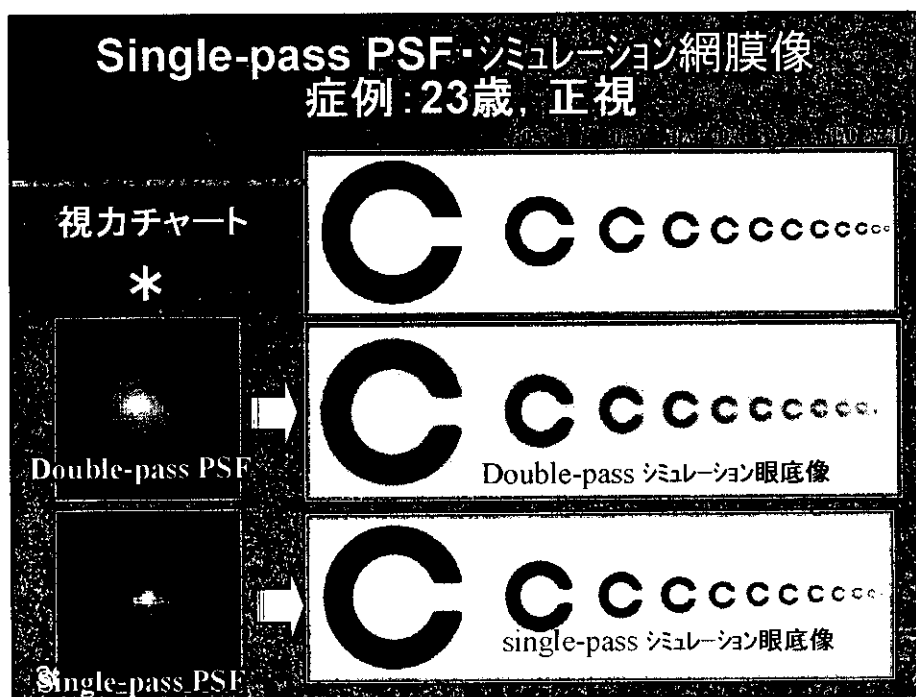 Single-pass PSF・シミュレーション網膜像
症例：23歳，正視
視力チャート
*
Double-pass PSF
Double-pass シミュレーション眼底像
Single-pass PSF
single-pass シミュレーション眼底像